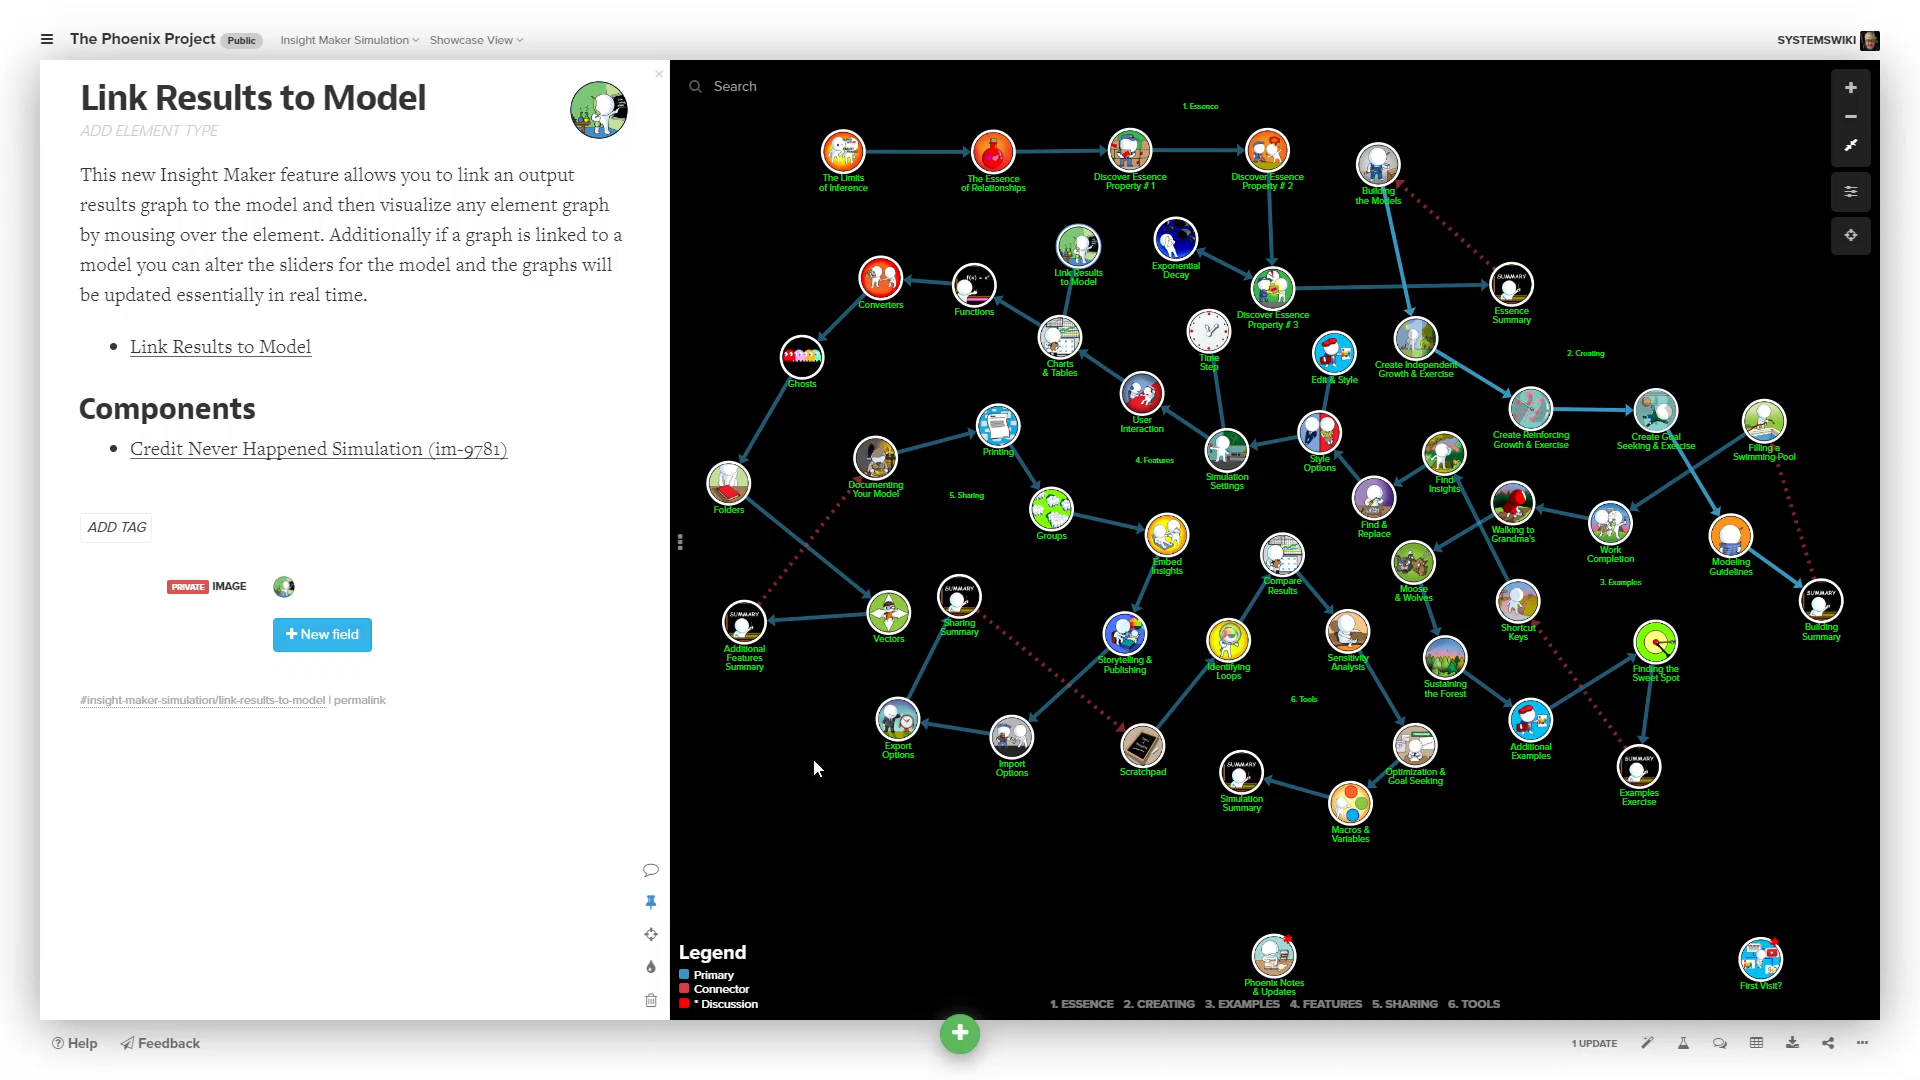 The Phoenix Project Public Insight Maker Simulation Showcase View SYSTEMSWIKI
Link Results to Model
ADD ELEMENT TYPE
This new Insight Maker feature allows you to link an output
results graph to the model and then visualize any element graph
by mousing over the element. Additionally if a graph is linked to a
model you can alter the sliders for the model and the graphs will
be updated essentially in real time.
Link Results to Model
Components
Credit Never Happened Simulation (im-9781)
ADD TAG
PRIVATE IMAGE
+ New field
#insight-maker-simulation/link-results-to-model | permalink
Search
1. Essence
The Limits
of Inference
The Essence
of Relationships
Discover Essence
Property # 1
Discover Essence
Property # 2
Building
the Models
Link Results
to Model
Exponential
Decay
Converters
Functions
Discover Essence
Property # 3
SUMMARY
Essence
Summary
2. Creating
Charts
& Tables
Time
Step
Edit & Style
Create Independent
Growth & Exercise
Ghosts
User
Interaction
Create Reinforcing
Growth & Exercise
Create Goal
Seeking & Exercise
Filling a
Swimming Pool
Printing
4. Features
Style
Options
Simulation
Settings
Find
Insights
Documenting
Your Model
5. Sharing
Folders
Groups
Find &
Replace
Walking to
Grandma's
Work
Completion
Modeling
Guidelines
Embed
Insights
Compare
Results
Moose
& Wolves
3. Examples
SUMMARY
Additional
Features
Summary
Vectors
SUMMARY
Sharing
Summary
Storytelling &
Publishing
Identifying
Loops
Sensitivity
Analysis
Shortcut
Keys
SUMMARY
Building
Summary
Sustaining
the Forest
Finding the
Sweet Spot
6. Tools
Export
Options
Import
Options
Scratchpad
SUMMARY
Simulation
Summary
Optimization &
Goal Seeking
Additional
Examples
SUMMARY
Examples
Exercise
Macros &
Variables
Legend
Primary
Connector
* Discussion
Phoenix Notes
& Updates
First Visit?
1. ESSENCE 2. CREATING 3. EXAMPLES 4. FEATURES 5. SHARING 6. TOOLS
Help Feedback
1 UPDATE